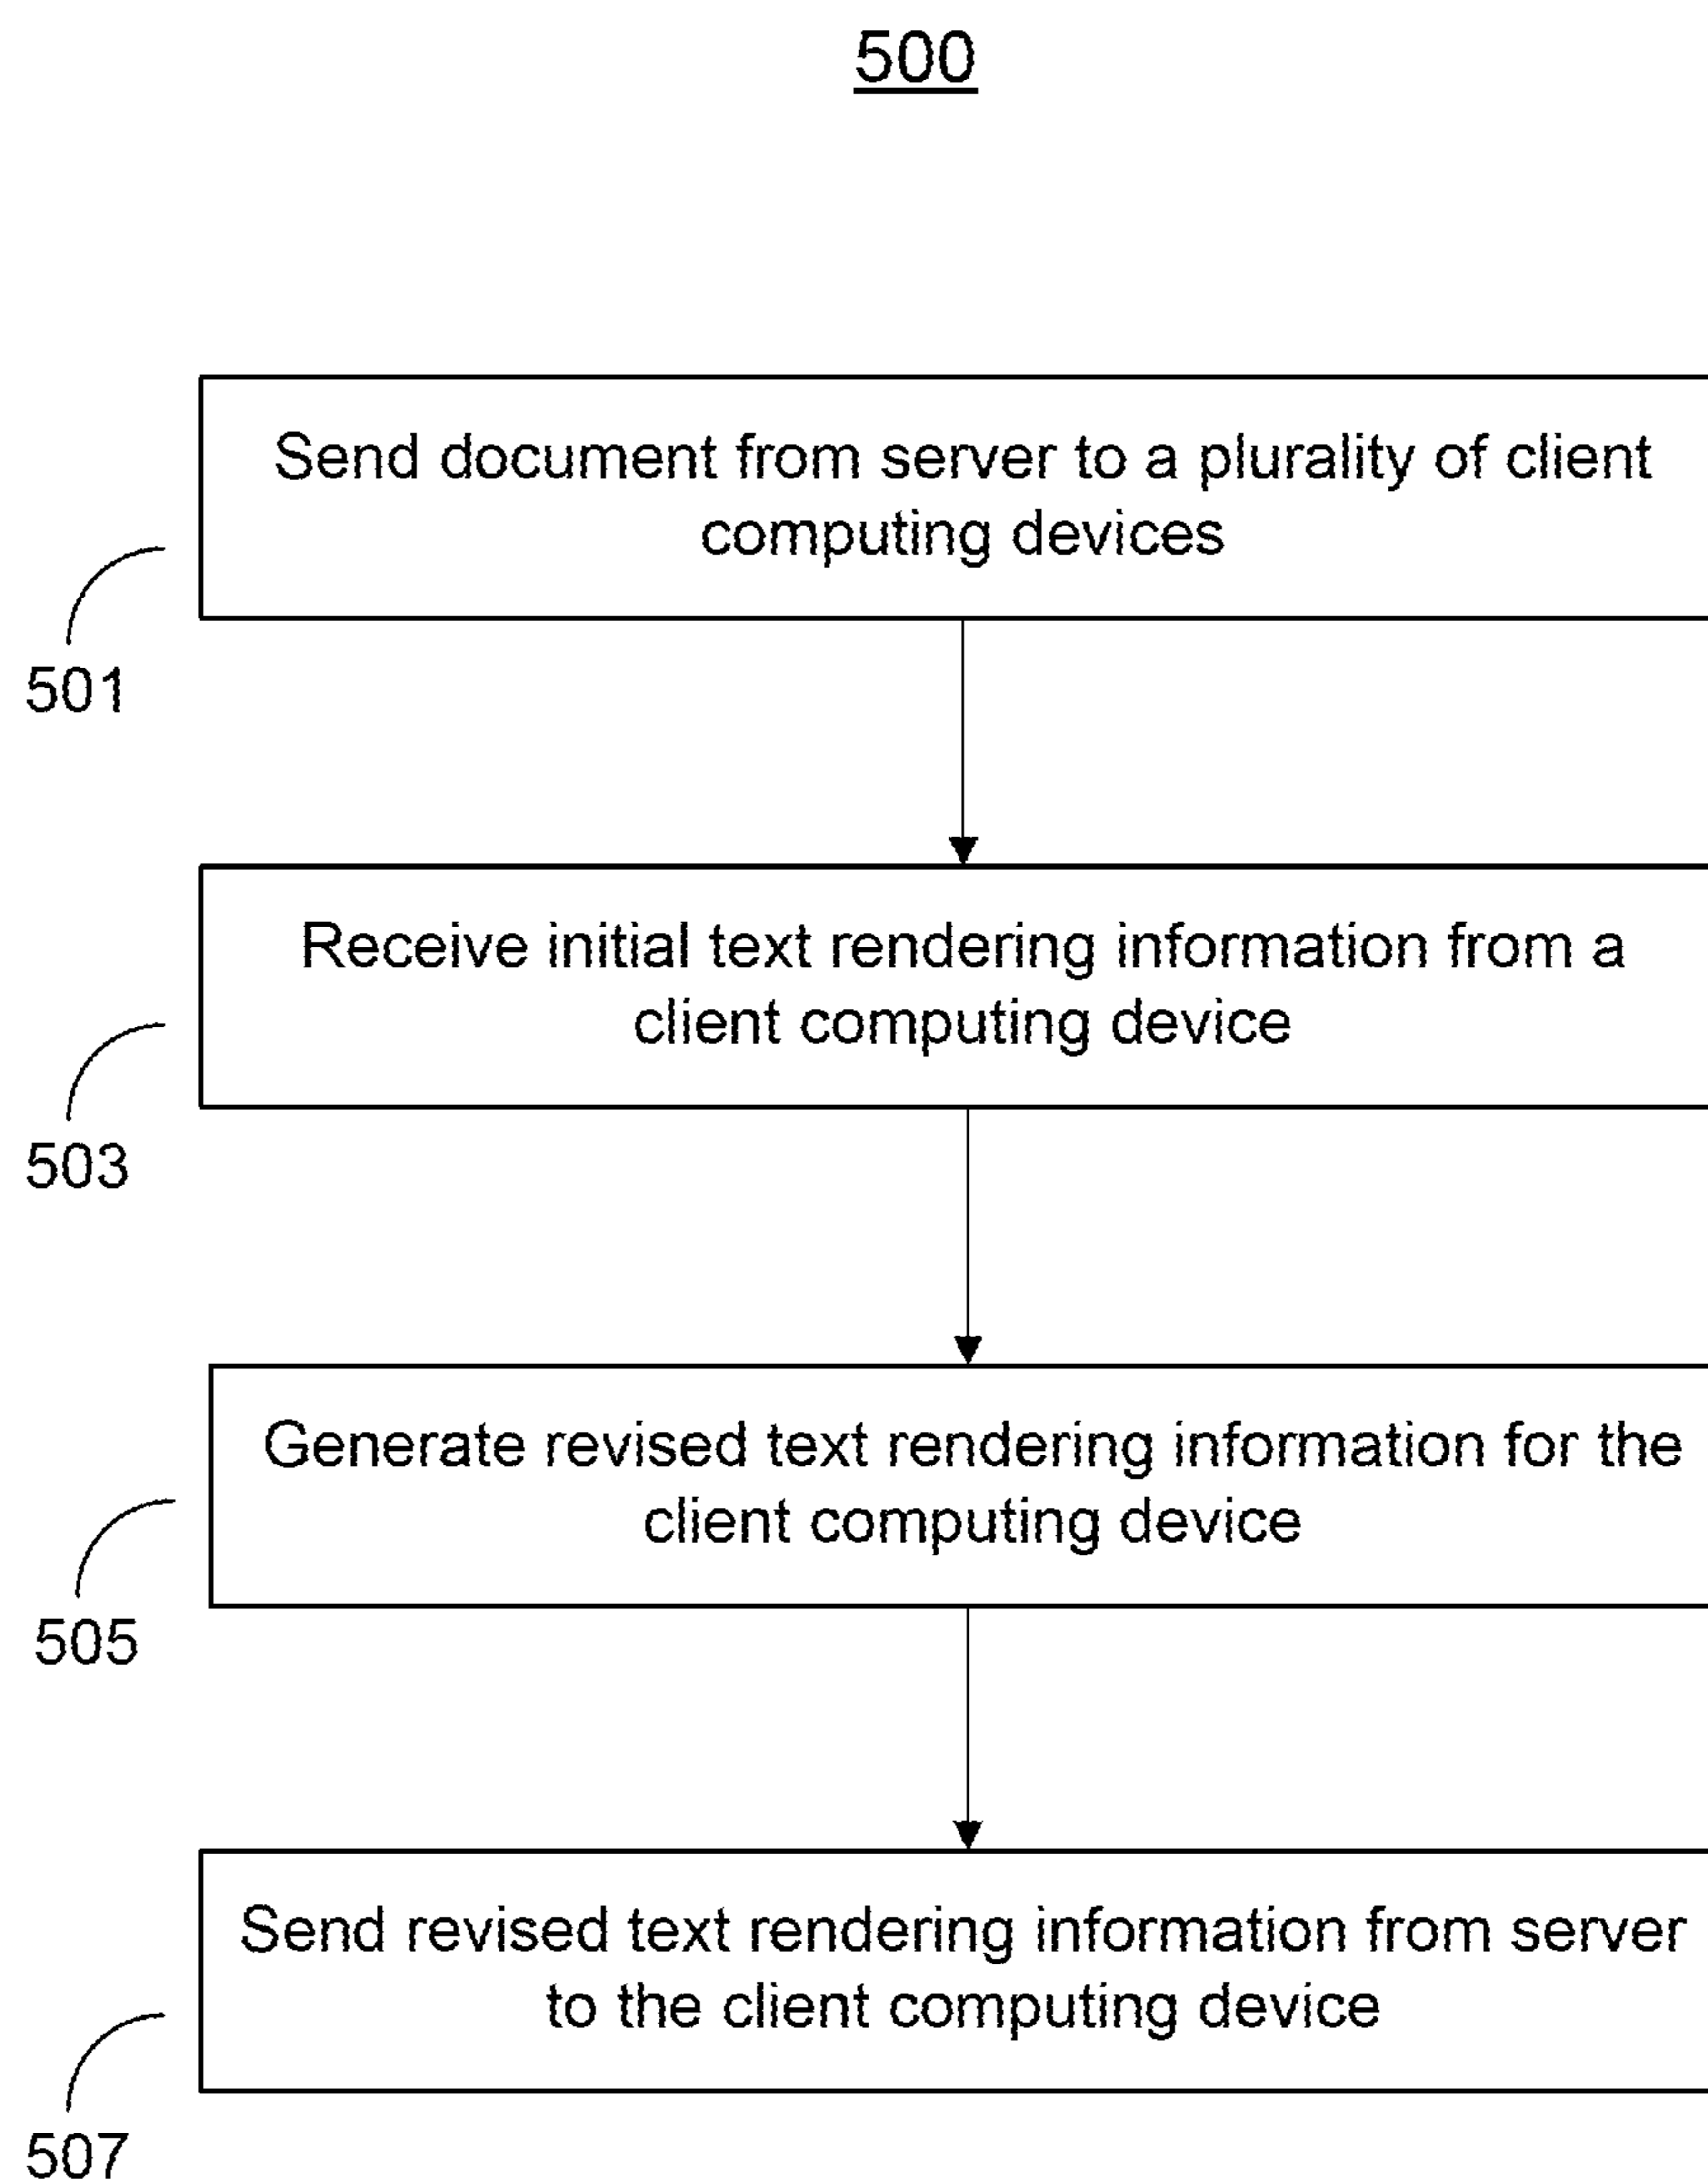 500
Send document from server to a plurality of client
computing devices
501
Receive initial text rendering information from a
client computing device
503
Generate revised text rendering information for the
client computing device
505
Send revised text rendering information from server
to the client computing device
507